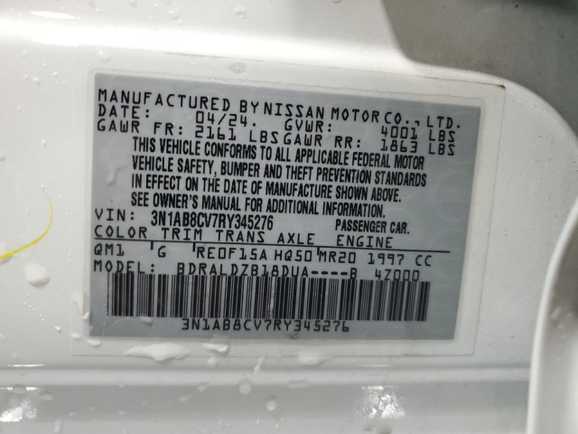 MANUFACTURED BY NISSAN MOTOR CO., LTD.
DATE: 04/24. GVWR: 4001 LBS
GAWR FR: 2161 LBS GAWR RR: 1863 LBS
THIS VEHICLE CONFORMS TO ALL APPLICABLE FEDERAL MOTOR
VEHICLE SAFETY, BUMPER AND THEFT PREVENTION STANDARDS
IN EFFECT ON THE DATE OF MANUFACTURE SHOWN ABOVE.
SEE OWNER'S MANUAL FOR ADDITIONAL INFORMATION.
VIN: 3N1AB8CV7RY345276 PASSENGER CAR.
COLOR TRIM TRANS AXLE ENGINE
QM1 G RE0F15A HQ50 MR20 1997 CC
MODEL: BDRALDZB18DUA----B 4Z000
3N1AB8CV7RY345276